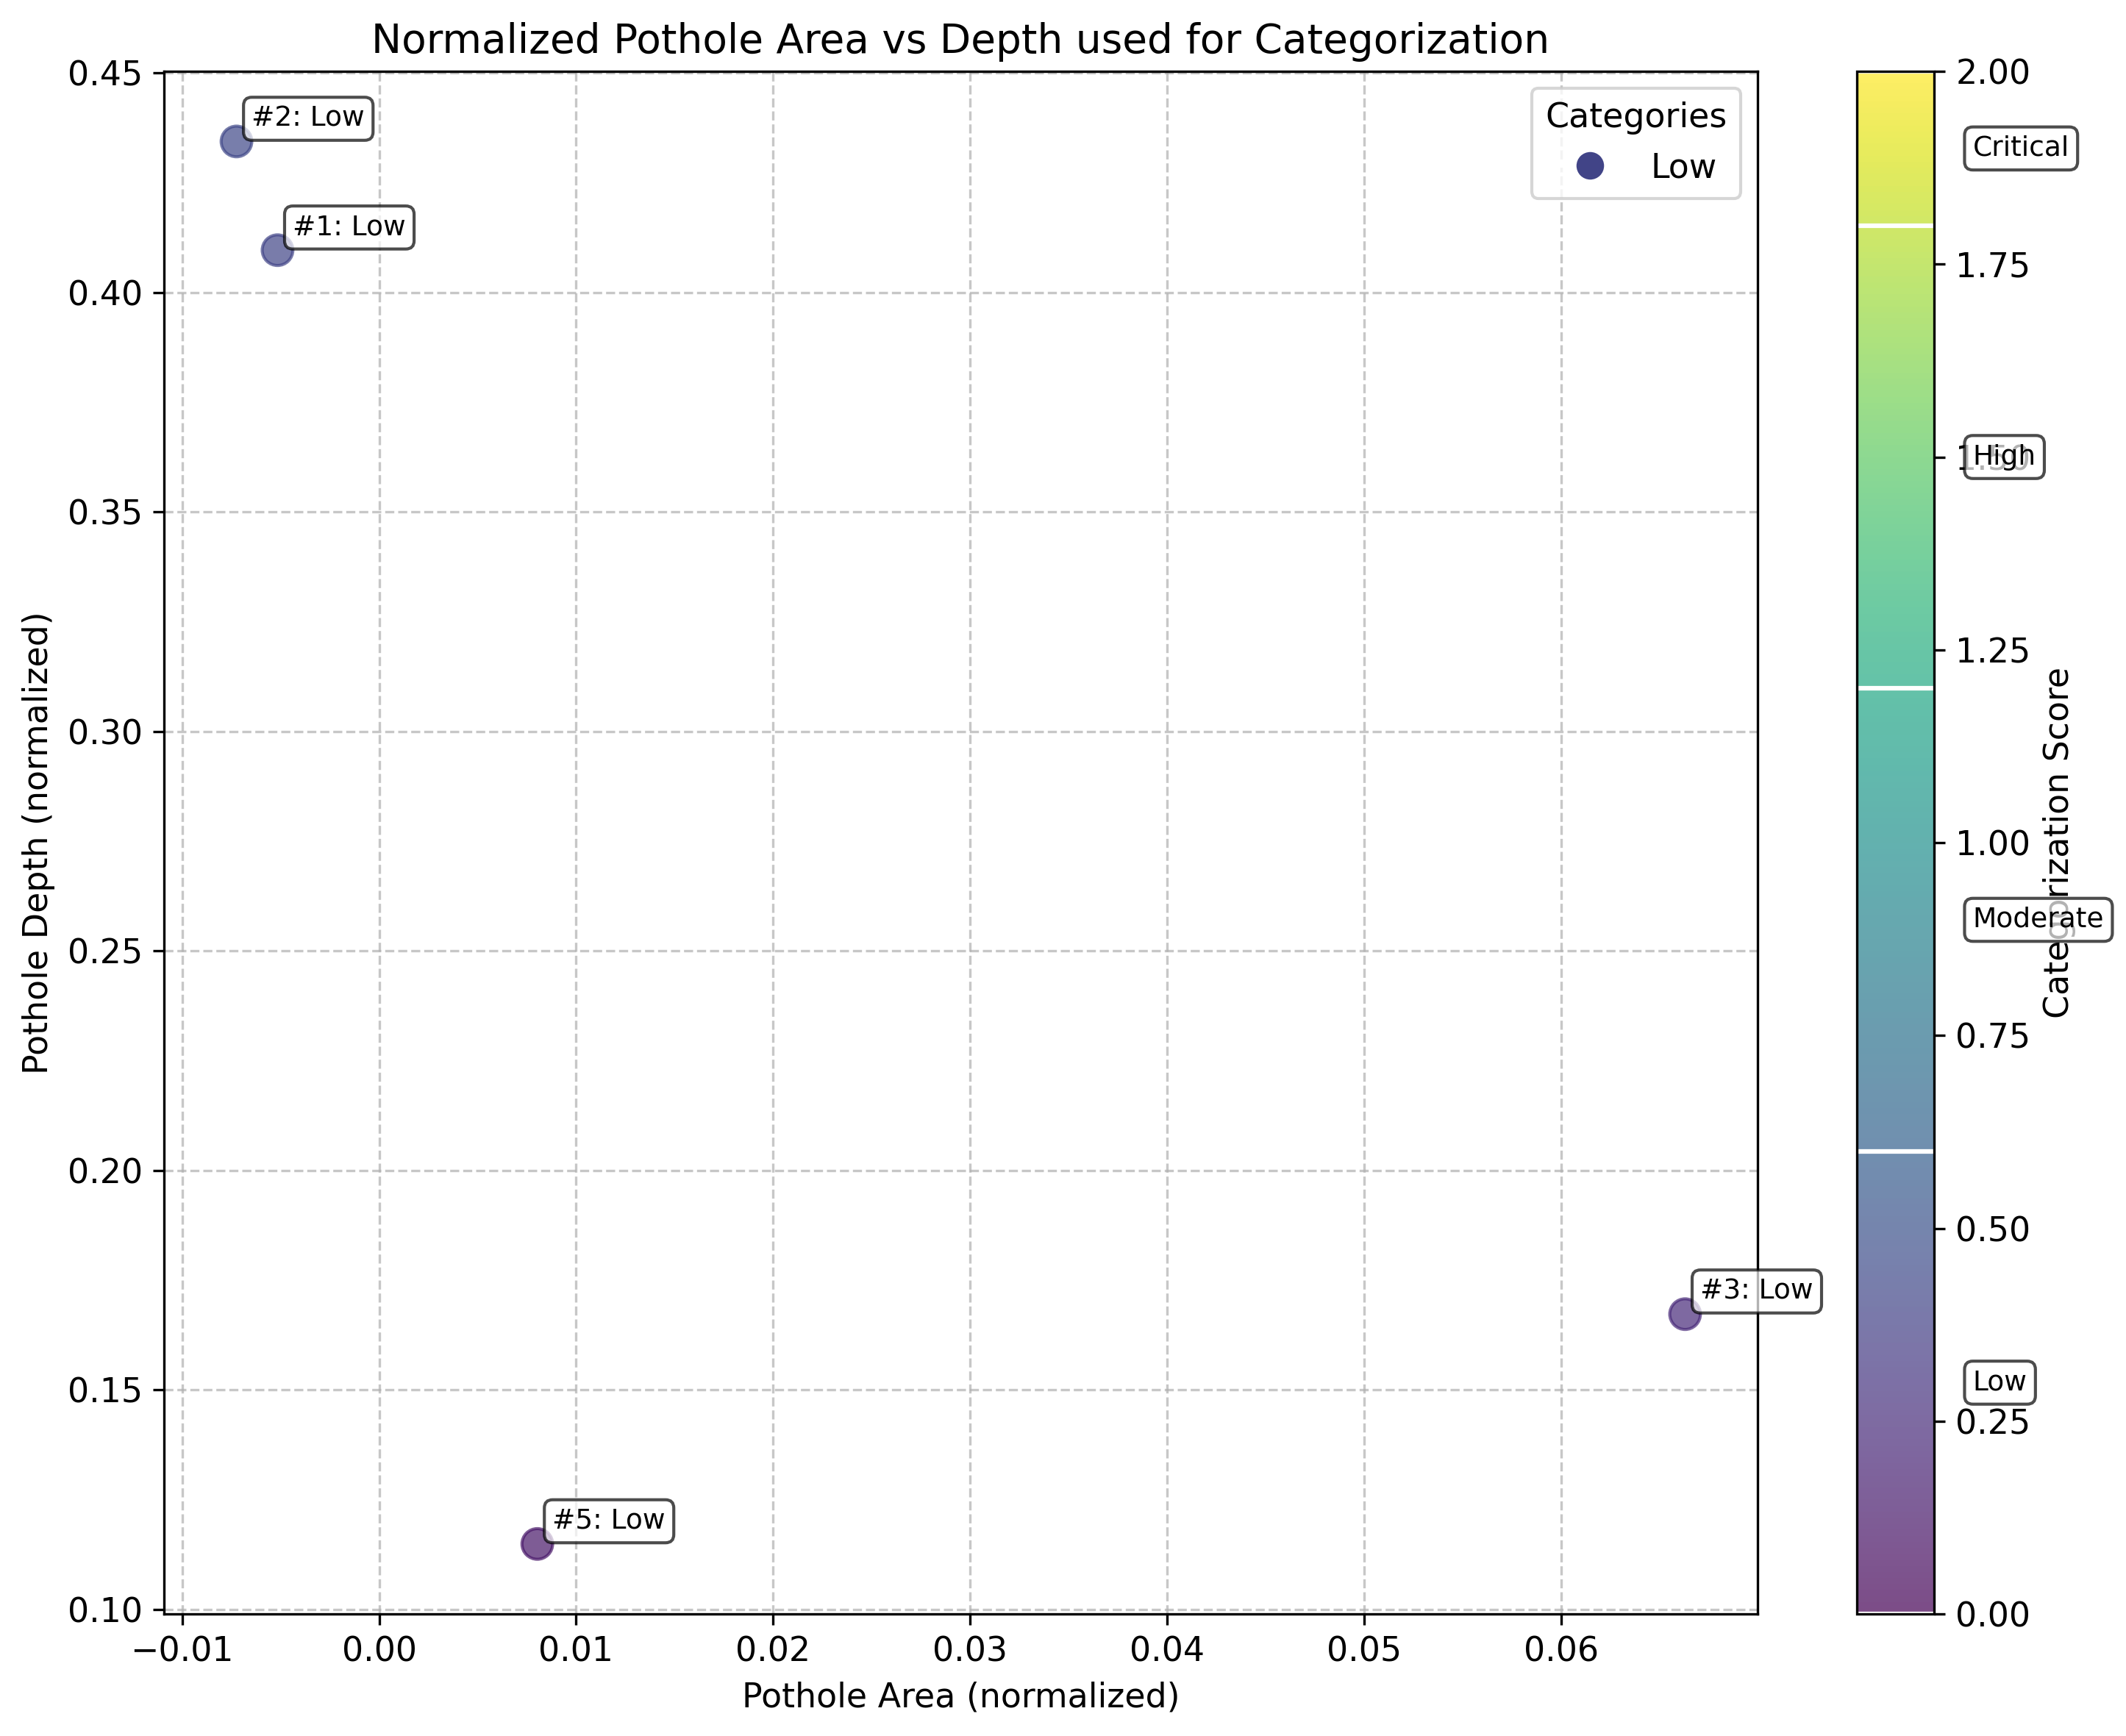 Normalized Pothole Area vs Depth used for Categorization
0.45
0.40
0.35
0.30
0.25
0.20
0.15
0.10
Pothole Depth (normalized)
#2: Low
#1: Low
#3: Low
#5: Low
Categories
Low
−0.01
0.00
0.01
0.02
0.03
0.04
0.05
0.06
Pothole Area (normalized)
2.00
Critical
1.75
1.50
High
1.25
1.00
Moderate
0.75
0.50
Low
0.25
0.00
Categorization Score